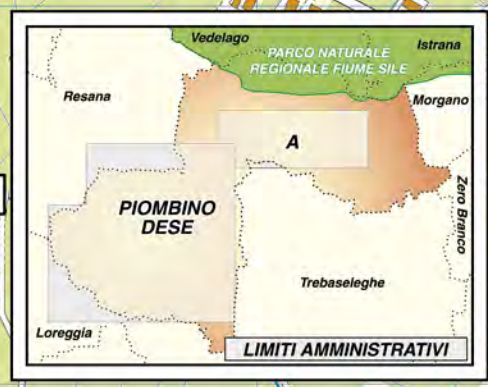 Vedelago
PARCO NATURALE
REGIONALE FIUME SILE
Istrana
Resana
Morgano
A
PIOMBINO
DESE
Zero Branco
Trebaseleghe
Loreggia
LIMITI AMMINISTRATIVI